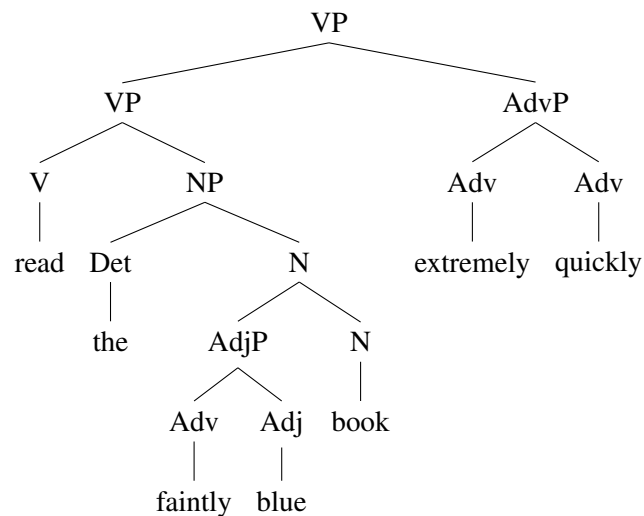 VP
VP AdvP
V NP Adv Adv
read Det N extremely quickly
the AdjP N
Adv Adj book
faintly blue